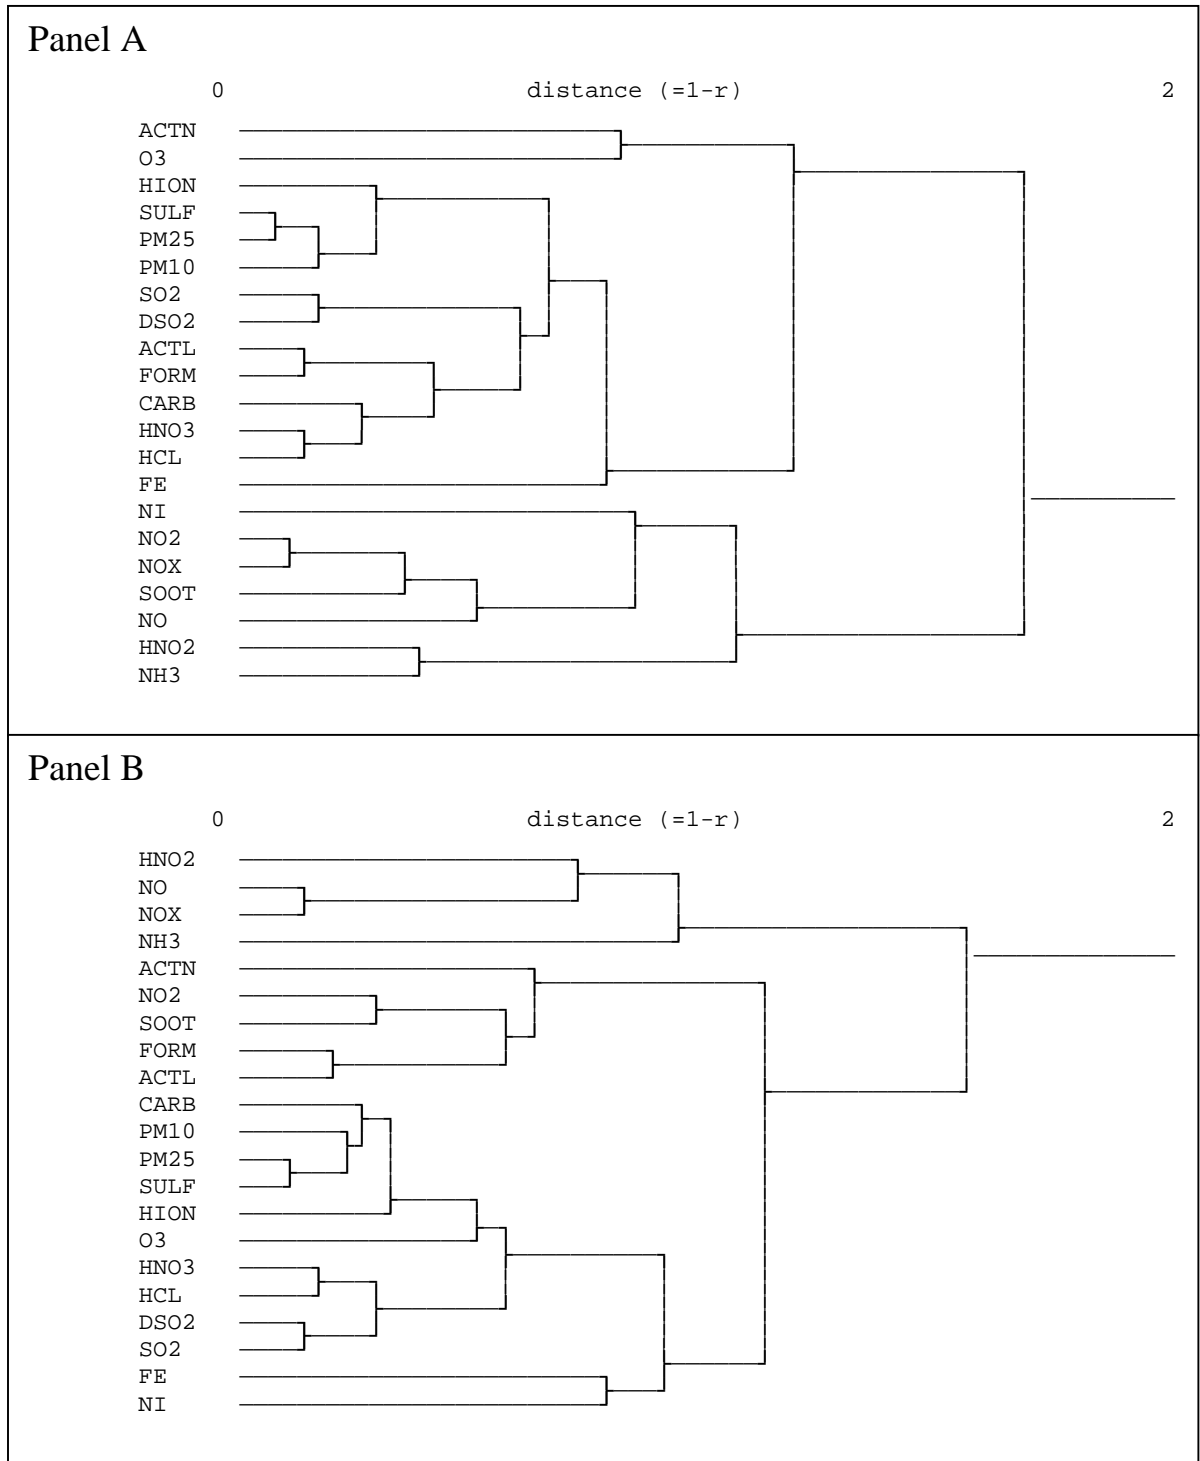 Panel A
0 distance (=1-r) 2
ACTN
O3
HION
SULF
PM25
PM10
SO2
DSO2
ACTL
FORM
CARB
HNO3
HCL
FE
NI
NO2
NOX
SOOT
NO
HNO2
NH3
Panel B
0 distance (=1-r) 2
HNO2
NO
NOX
NH3
ACTN
NO2
SOOT
FORM
ACTL
CARB
PM10
PM25
SULF
HION
O3
HNO3
HCL
DSO2
SO2
FE
NI